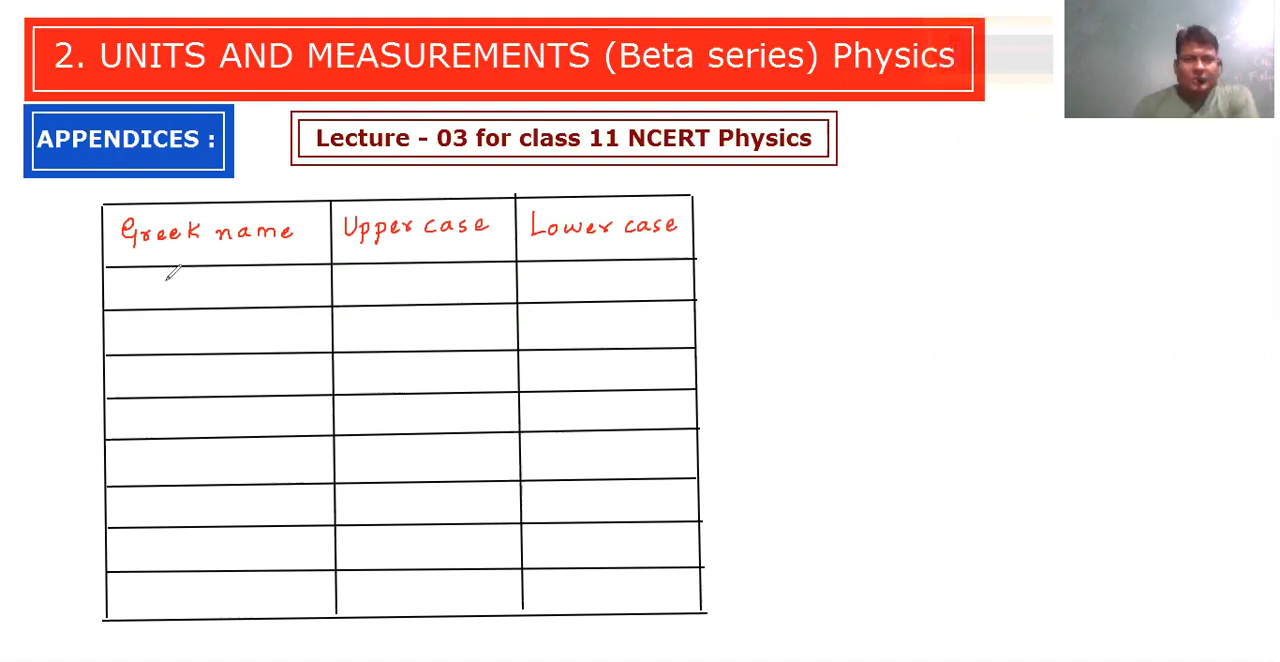 2. UNITS AND MEASUREMENTS (Beta series) Physics
APPENDICES :
Lecture - 03 for class 11 NCERT Physics
Greek name
Upper case
Lower case